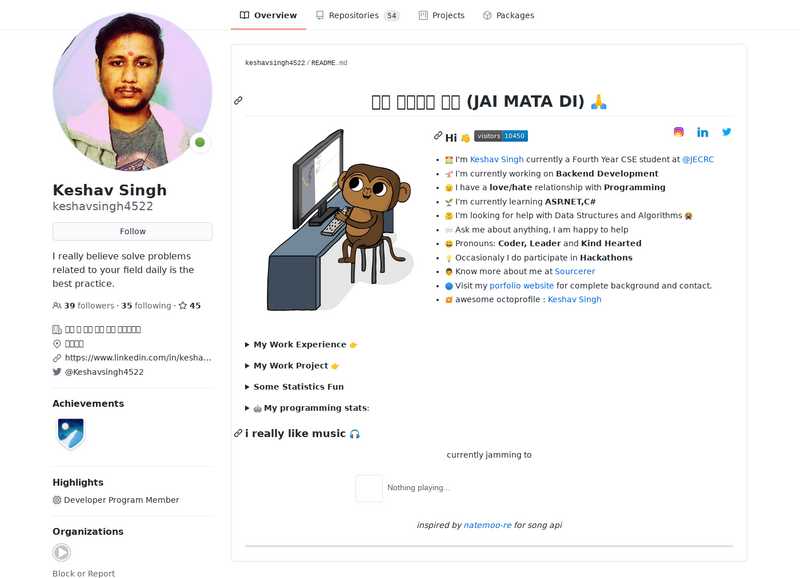 Overview
Repositories 54
Projects
Packages
Keshav Singh
keshavsingh4522
Follow
I really believe solve problems
related to your field daily is the
best practice.
39 followers · 35 following · 45
https://www.linkedin.com/in/kesha...
@Keshavsingh4522
Achievements
Highlights
Developer Program Member
Organizations
Block or Report
keshavsingh4522/README.md
(JAI MATA DI) 🙏
Hi 👋 visitors 10450
I'm Keshav Singh currently a Fourth Year CSE student at @JECRC
I'm currently working on Backend Development
I have a love/hate relationship with Programming
🌱 I'm currently learning ASP.NET,C#
I'm looking for help with Data Structures and Algorithms 😭
Ask me about anything, I am happy to help
😄 Pronouns: Coder, Leader and Kind Hearted
💡 Occasionaly I do partcipate in Hackathons
Know more about me at Sourcerer
Visit my porfolio website for complete background and contact.
awesome octoprofile : Keshav Singh
My Work Experience 👉
My Work Project 👉
Some Statistics Fun
🤖 My programming stats:
i really like music 🎧
currently jamming to
Nothing playing...
inspired by natemoo-re for song api